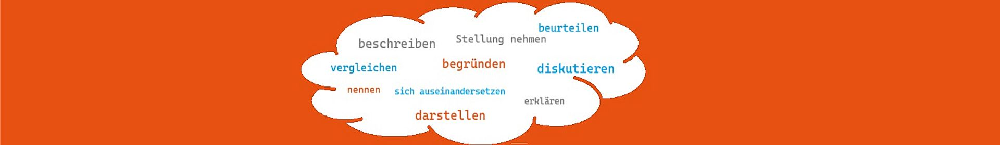 beurteilen
beschreiben
Stellung nehmen
vergleichen
begründen
diskutieren
nennen
sich auseinandersetzen
erklären
darstellen